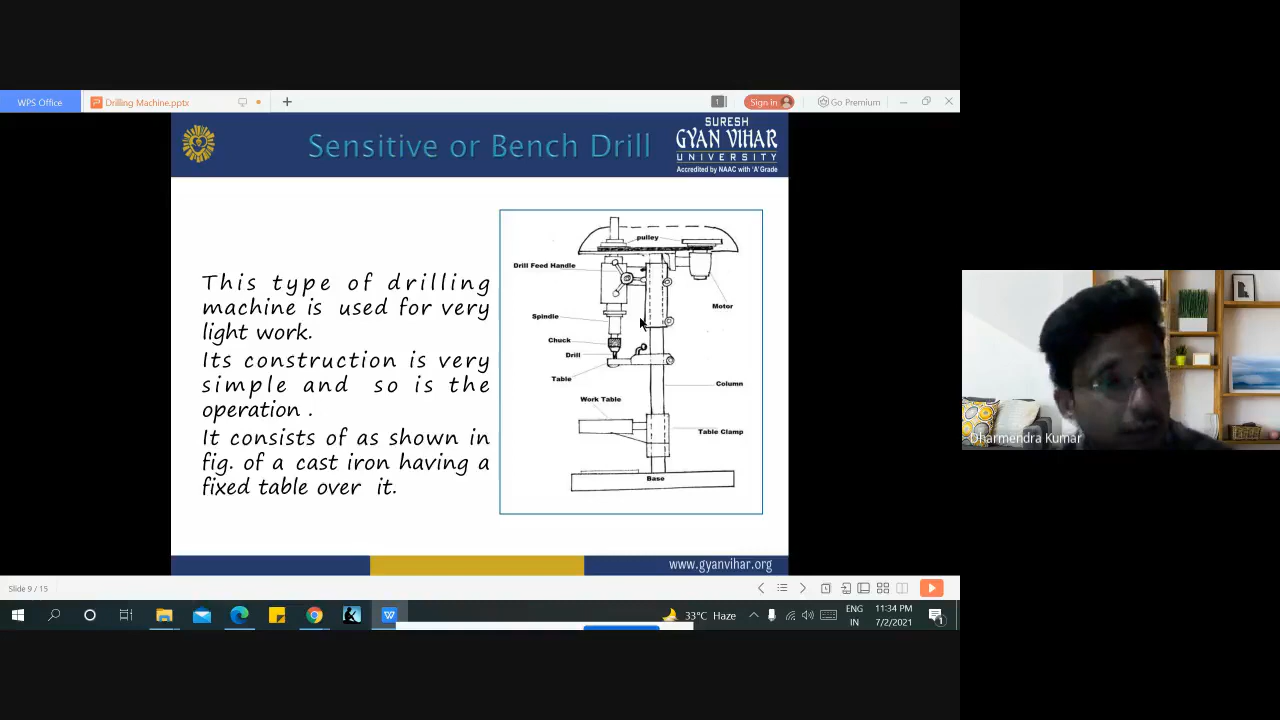 WPS Office
Drilling Machine.pptx
1
Sign in
Go Premium
Sensitive or Bench Drill
SURESH
GYAN VIHAR
UNIVERSITY
Accredited by NAAC with 'A' Grade
This type of drilling
machine is used for very
light work.
Its construction is very
simple and so is the
operation .
It consists of as shown in
fig. of a cast iron having a
fixed table over it.
pulley
Drill Feed Handle
Motor
Spindle
Chuck
Drill
Table
Column
Work Table
Table Clamp
Base
www.gyanvihar.org
Dharmendra Kumar
Slide 9 / 15
33°C Haze
ENG
IN
11:34 PM
7/2/2021
1